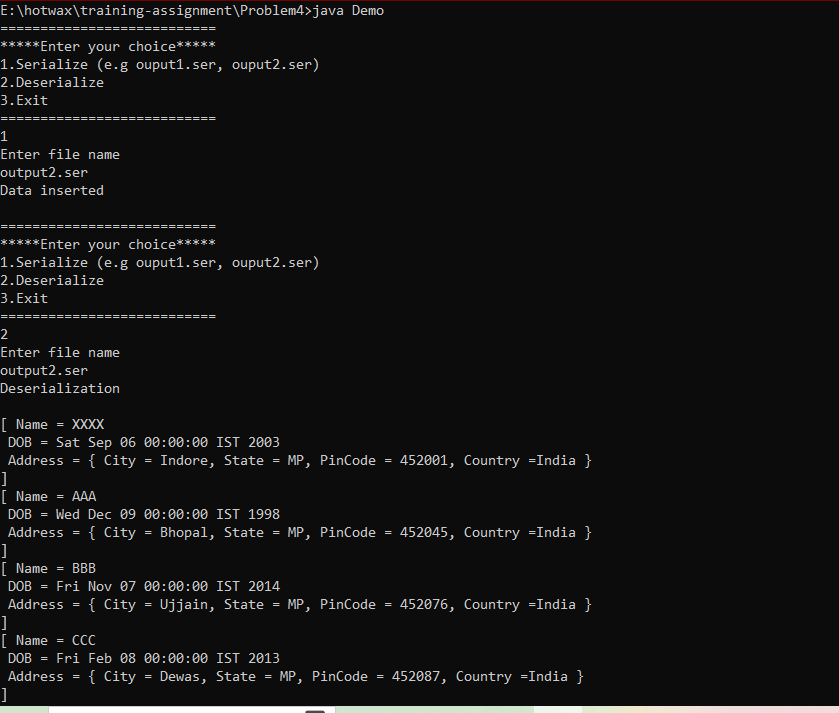 E:\hotwax\training-assignment\Problem4>java Demo
===========================
*****Enter your choice*****
1.Serialize (e.g ouput1.ser, ouput2.ser)
2.Deserialize
3.Exit
===========================
1
Enter file name
output2.ser
Data inserted

===========================
*****Enter your choice*****
1.Serialize (e.g ouput1.ser, ouput2.ser)
2.Deserialize
3.Exit
===========================
2
Enter file name
output2.ser
Deserialization

[ Name = XXXX
 DOB = Sat Sep 06 00:00:00 IST 2003
 Address = { City = Indore, State = MP, PinCode = 452001, Country =India }
]
[ Name = AAA
 DOB = Wed Dec 09 00:00:00 IST 1998
 Address = { City = Bhopal, State = MP, PinCode = 452045, Country =India }
]
[ Name = BBB
 DOB = Fri Nov 07 00:00:00 IST 2014
 Address = { City = Ujjain, State = MP, PinCode = 452076, Country =India }
]
[ Name = CCC
 DOB = Fri Feb 08 00:00:00 IST 2013
 Address = { City = Dewas, State = MP, PinCode = 452087, Country =India }
]